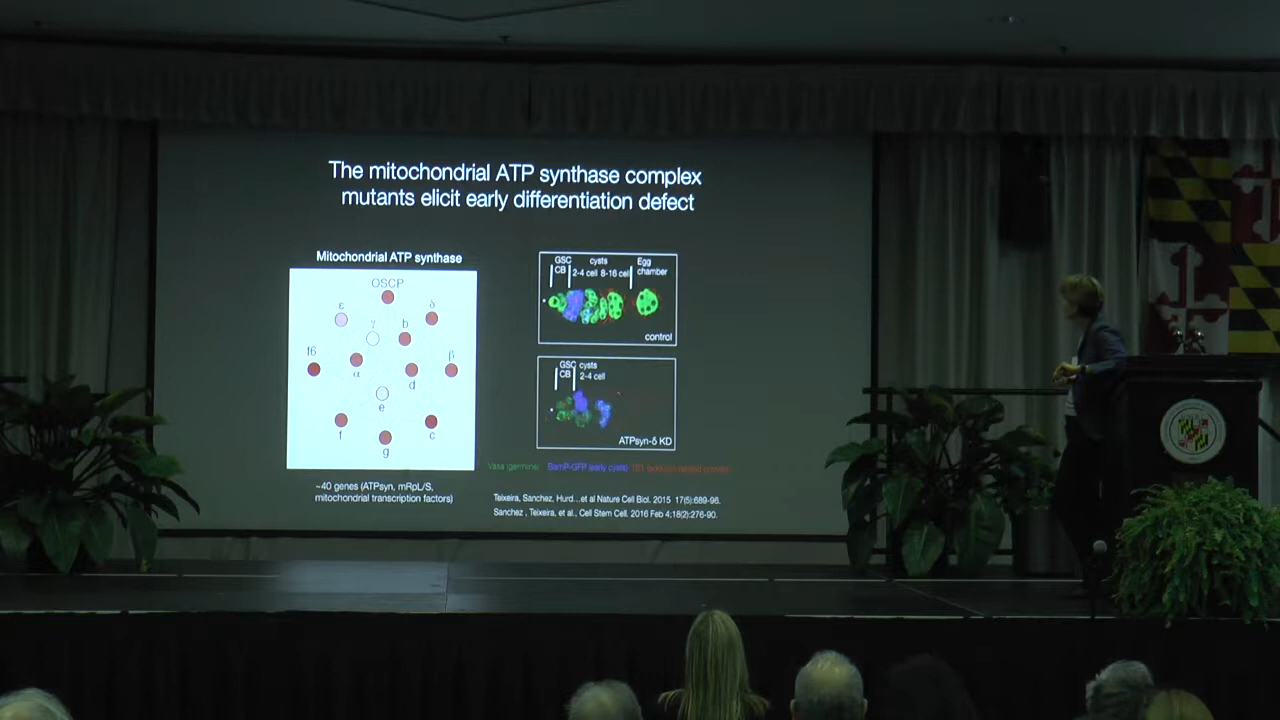 The mitochondrial ATP synthase complex
mutants elicit early differentiation defect
Mitochondrial ATP synthase
OSCP
ε
δ
γ
b
f6
α
β
d
e
f
c
g
~40 genes (ATPsyn, mRpL/S,
mitochondrial transcription factors)
GSC cysts Egg
CB 2-4 cell 8-16 cell chamber
control
GSC cysts
CB 2-4 cell
ATPsyn-δ KD
Vasa (germline) BamP-GFP (early cysts) 1B1
Teixeira, Sanchez, Hurd...et al Nature Cell Biol. 2015 17(5):689-96.
Sanchez , Teixeira, et al., Cell Stem Cell. 2016 Feb 4;18(2):276-90.